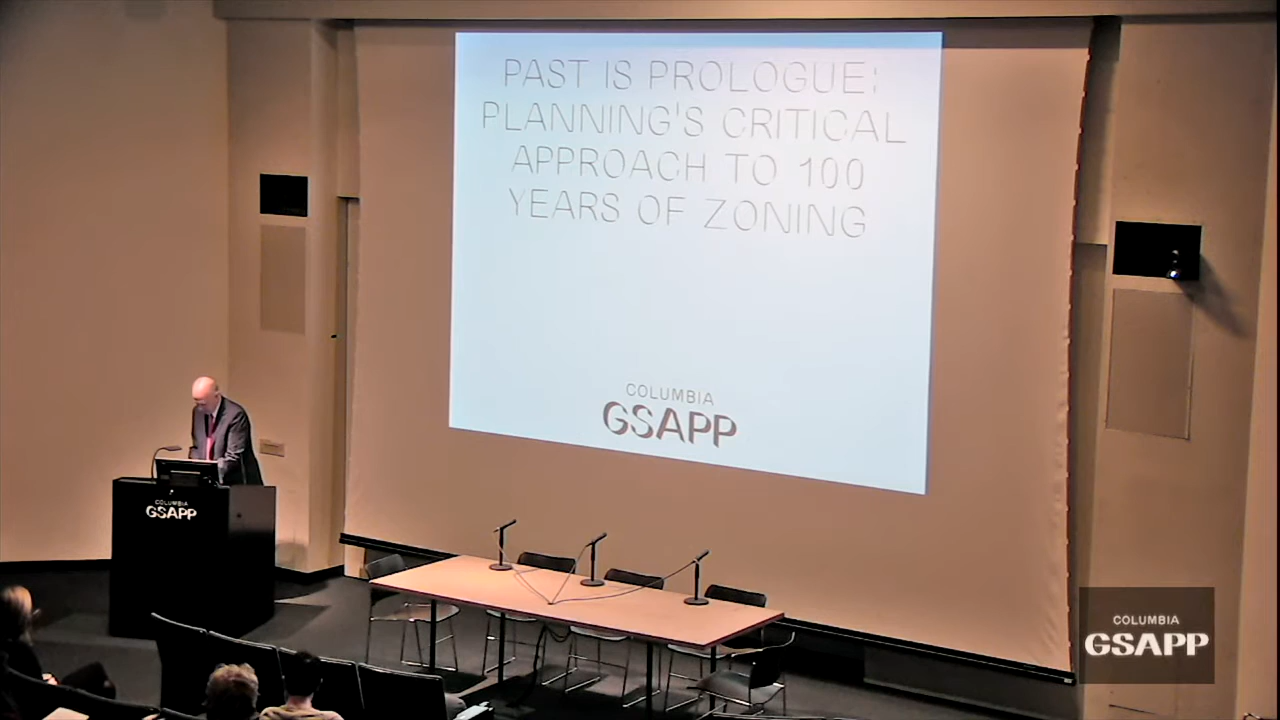 PAST IS PROLOGUE:
PLANNING'S CRITICAL
APPROACH TO 100
YEARS OF ZONING
COLUMBIA
GSAPP
COLUMBIA
GSAPP
COLUMBIA
GSAPP